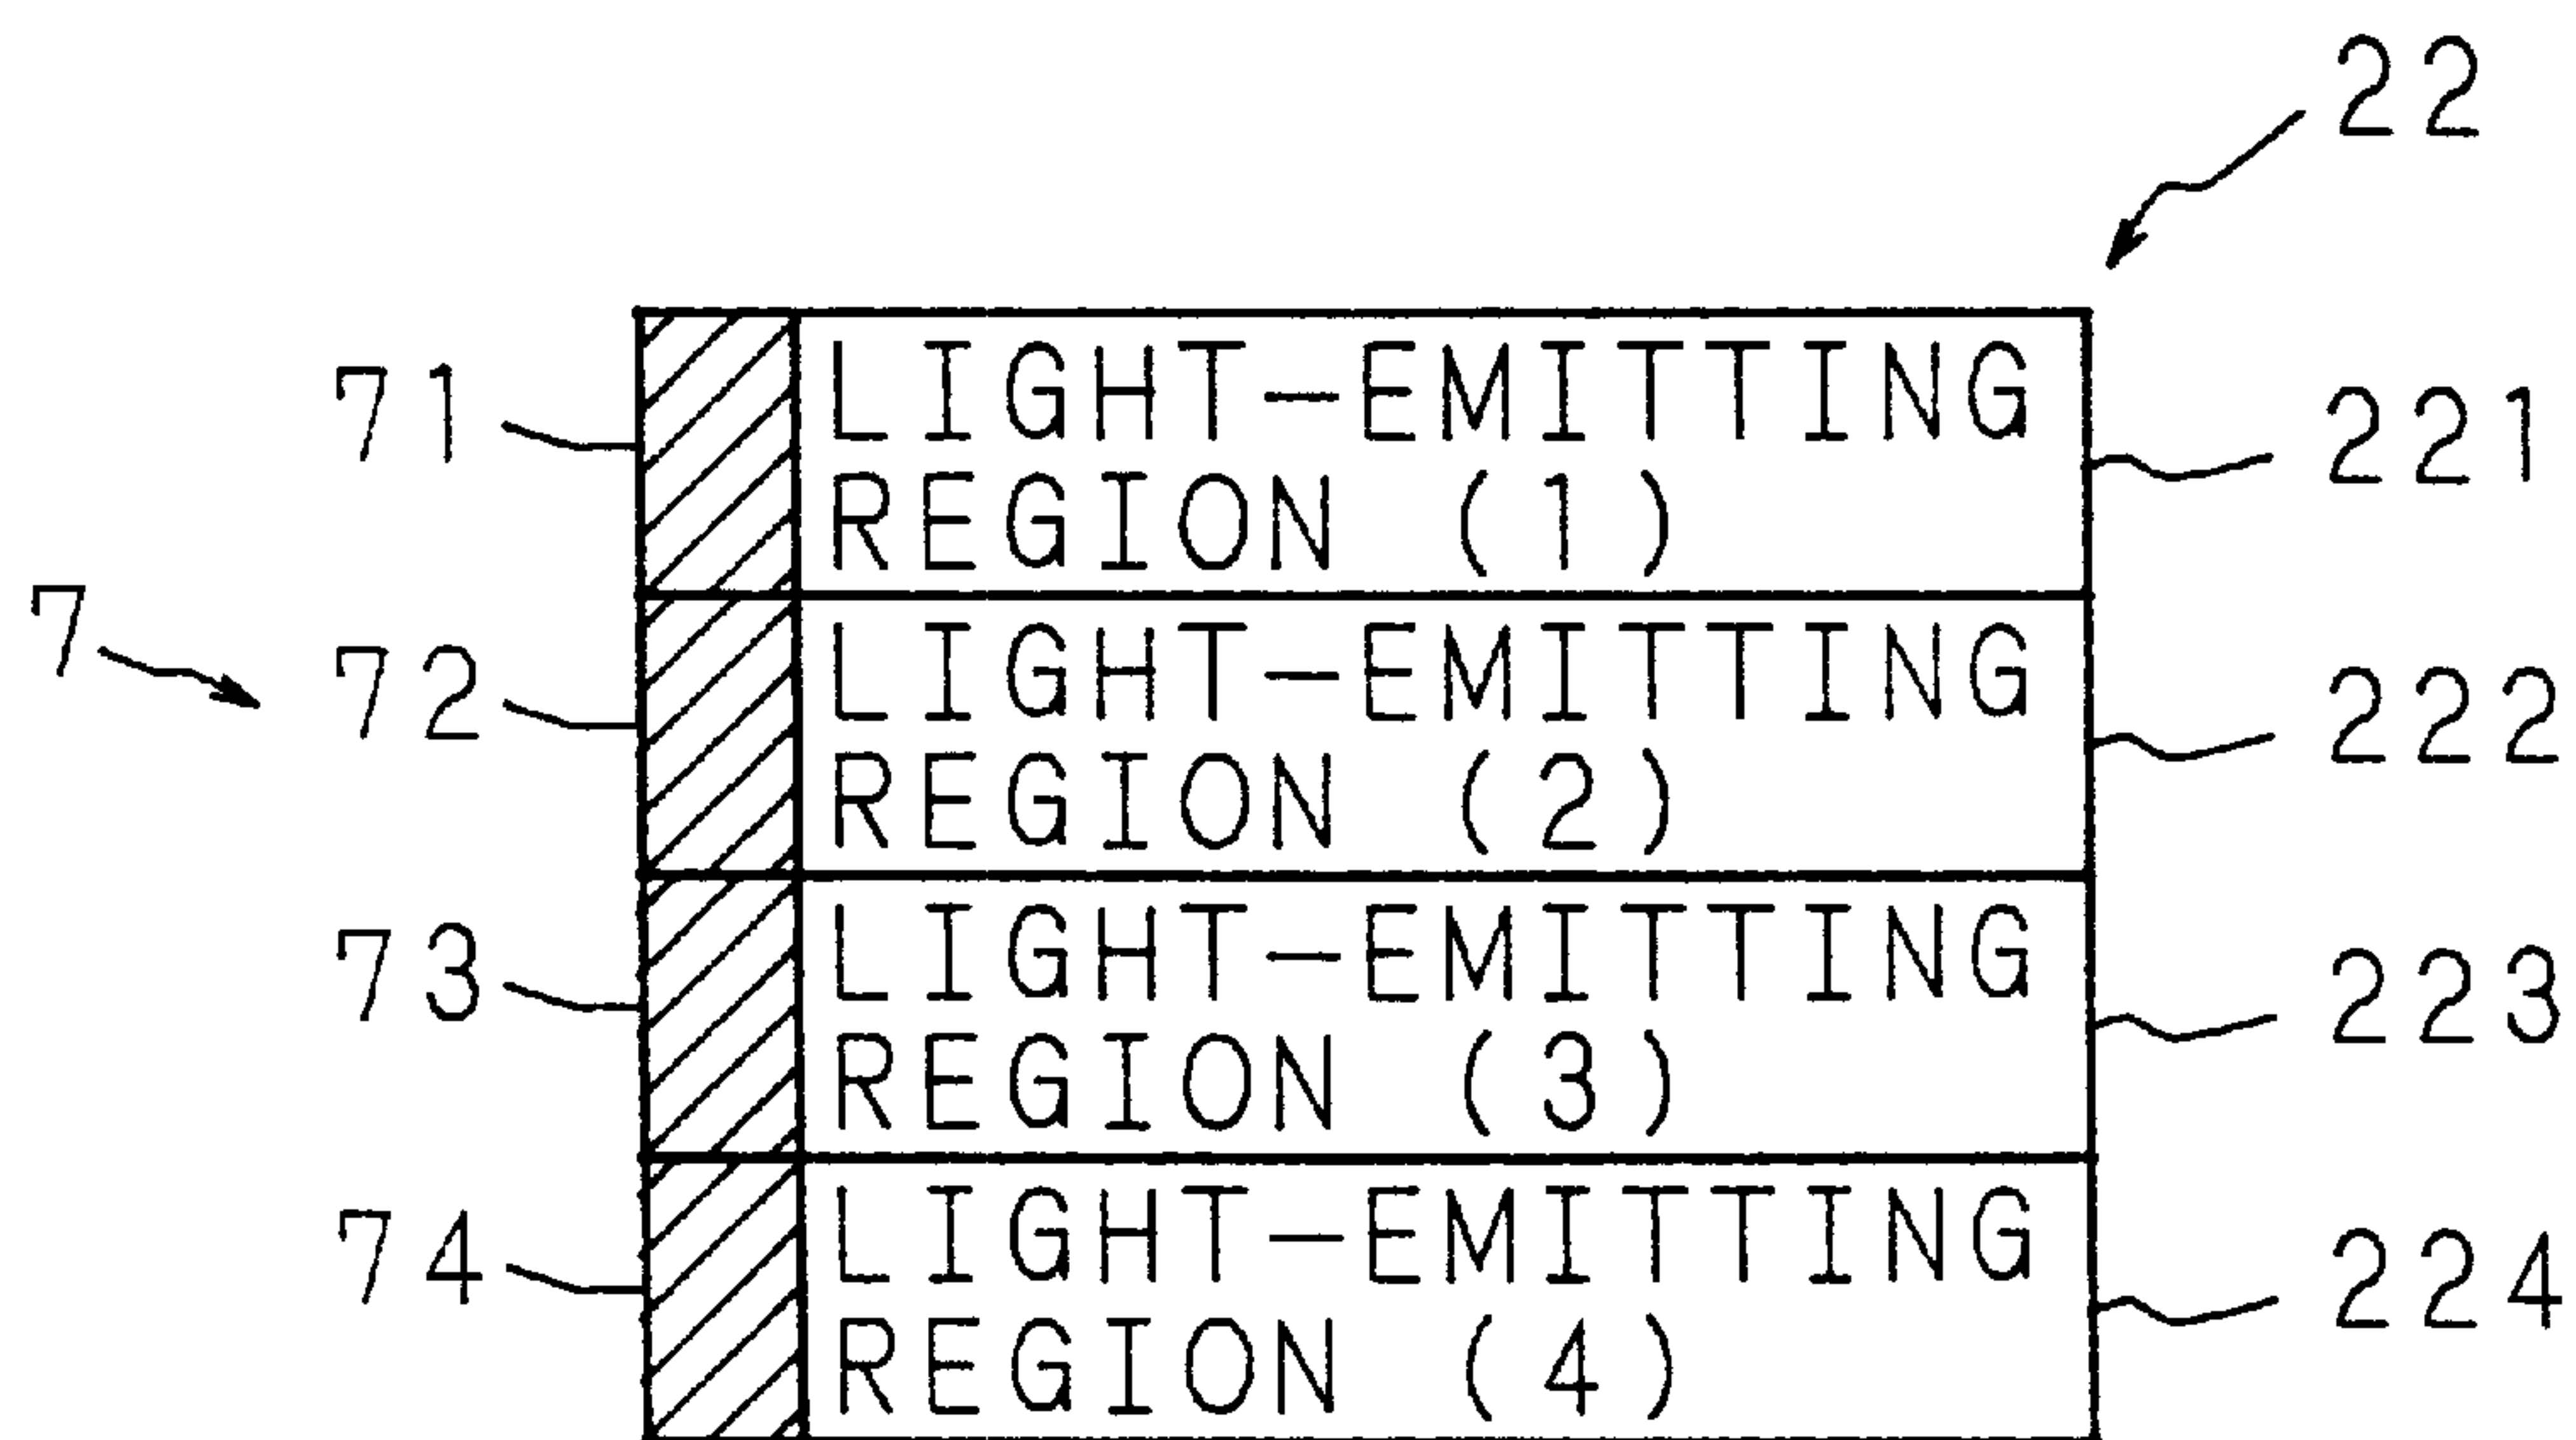 22
71
LIGHT-EMITTING
REGION (1)
221
7
72
LIGHT-EMITTING
REGION (2)
222
73
LIGHT-EMITTING
REGION (3)
223
74
LIGHT-EMITTING
REGION (4)
224